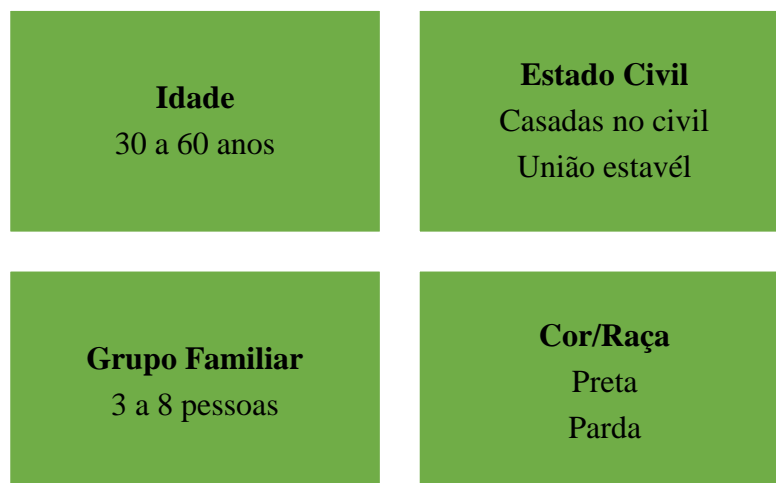 Idade
30 a 60 anos
Estado Civil
Casadas no civil
União estavél
Grupo Familiar
3 a 8 pessoas
Cor/Raça
Preta
Parda